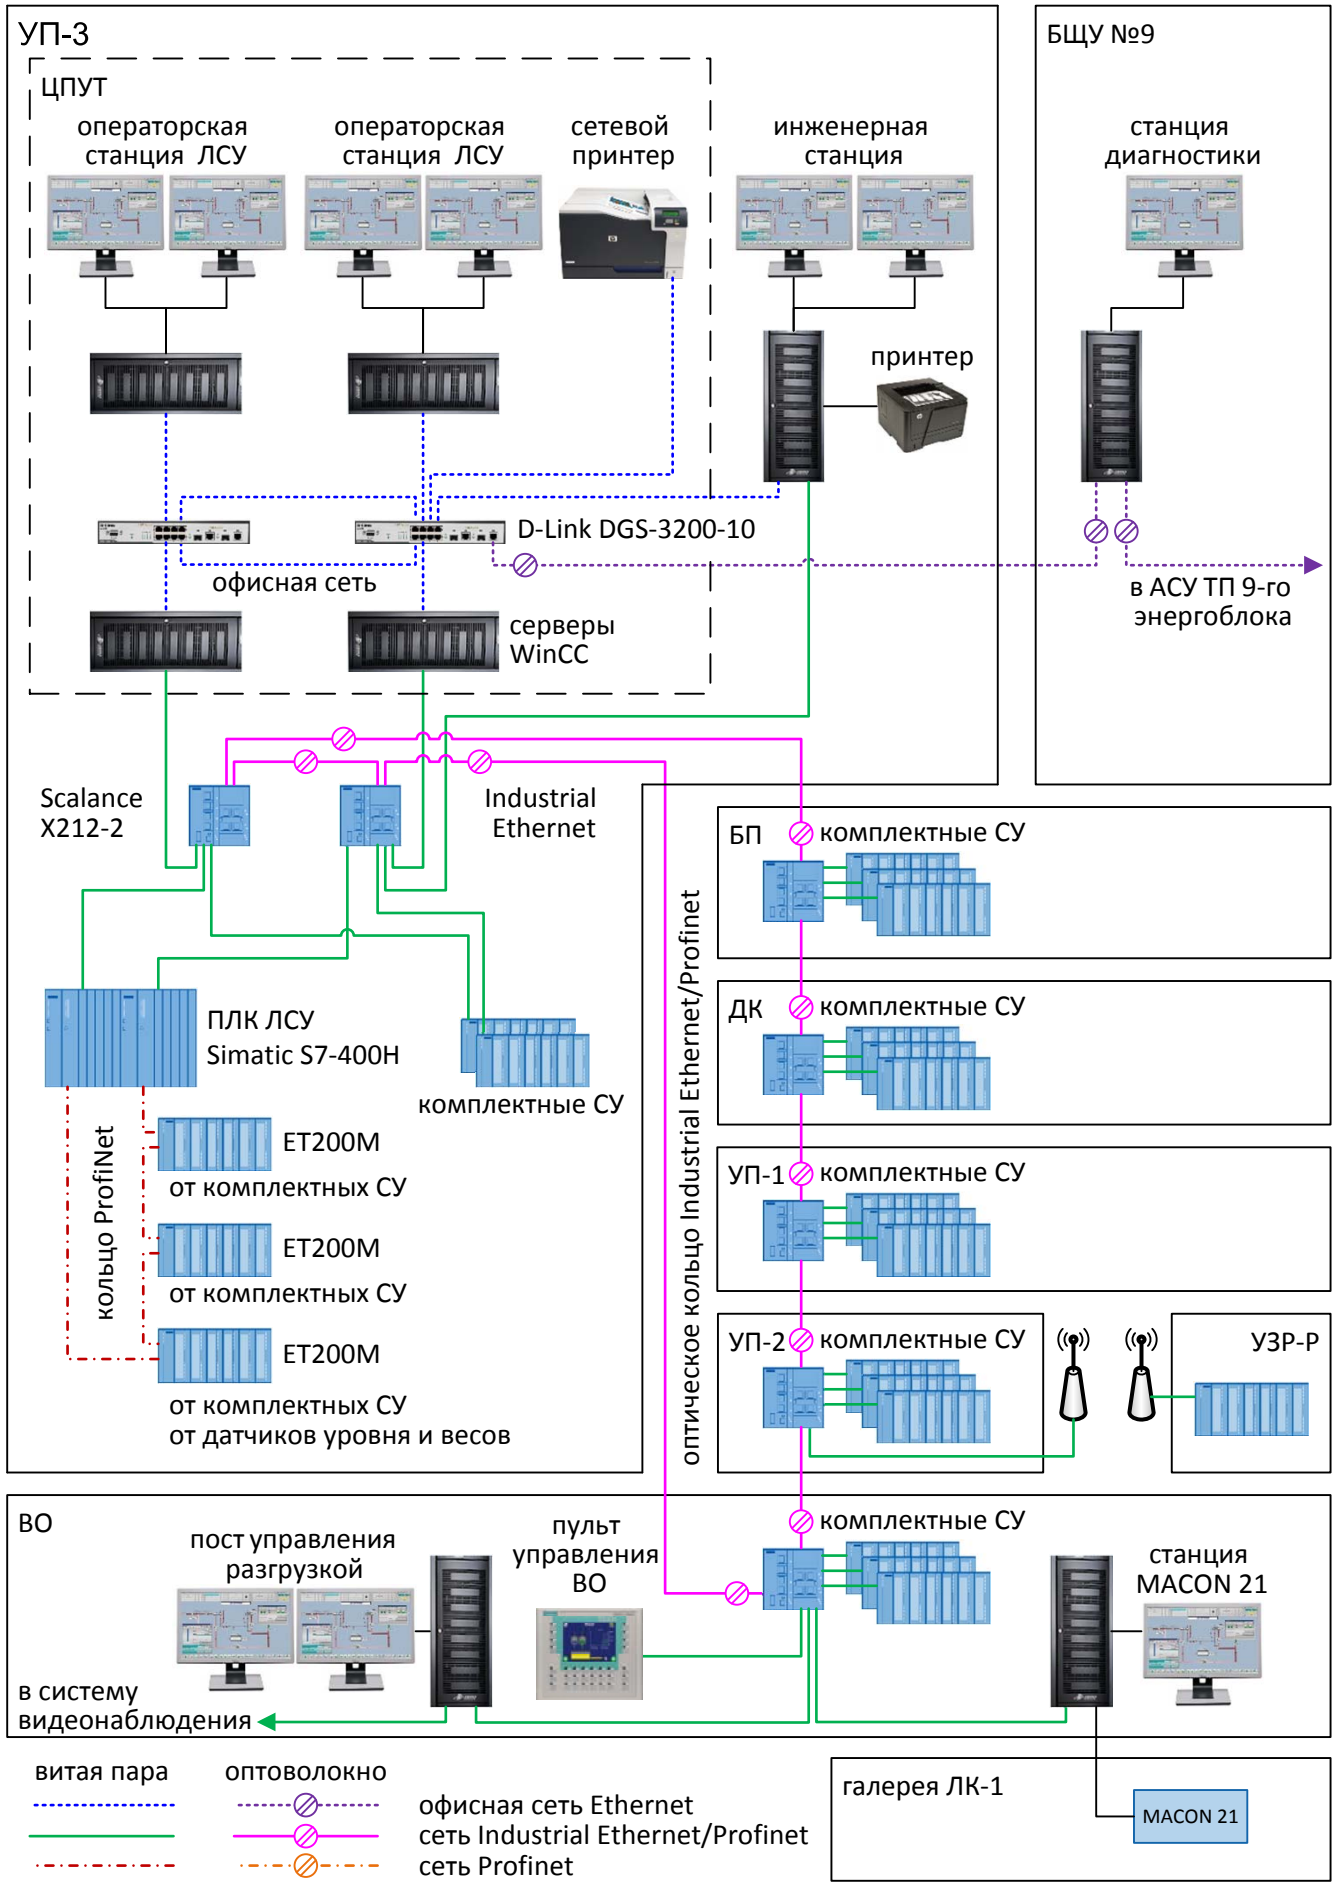 УП-3
БЩУ №9
ЦПУТ
операторская
станция ЛСУ
операторская
станция ЛСУ
сетевой
принтер
инженерная
станция
станция
диагностики
принтер
D-Link DGS-3200-10
офисная сеть
в АСУ ТП 9-го
энергоблока
серверы
WinCC
Scalance
X212-2
Industrial
Ethernet
БП
комплектные СУ
оптическое кольцо Industrial Ethernet/Profinet
ДК
комплектные СУ
ПЛК ЛСУ
Simatic S7-400H
комплектные СУ
кольцо ProfiNet
ET200M
от комплектных СУ
УП-1
комплектные СУ
ET200M
от комплектных СУ
УП-2
комплектные СУ
УЗР-Р
ET200M
от комплектных СУ
от датчиков уровня и весов
ВО
пост управления
разгрузкой
пульт
управления
ВО
комплектные СУ
станция
MACON 21
в систему
видеонаблюдения
витая пара
оптоволокно
офисная сеть Ethernet
сеть Industrial Ethernet/Profinet
сеть Profinet
галерея ЛК-1
MACON 21